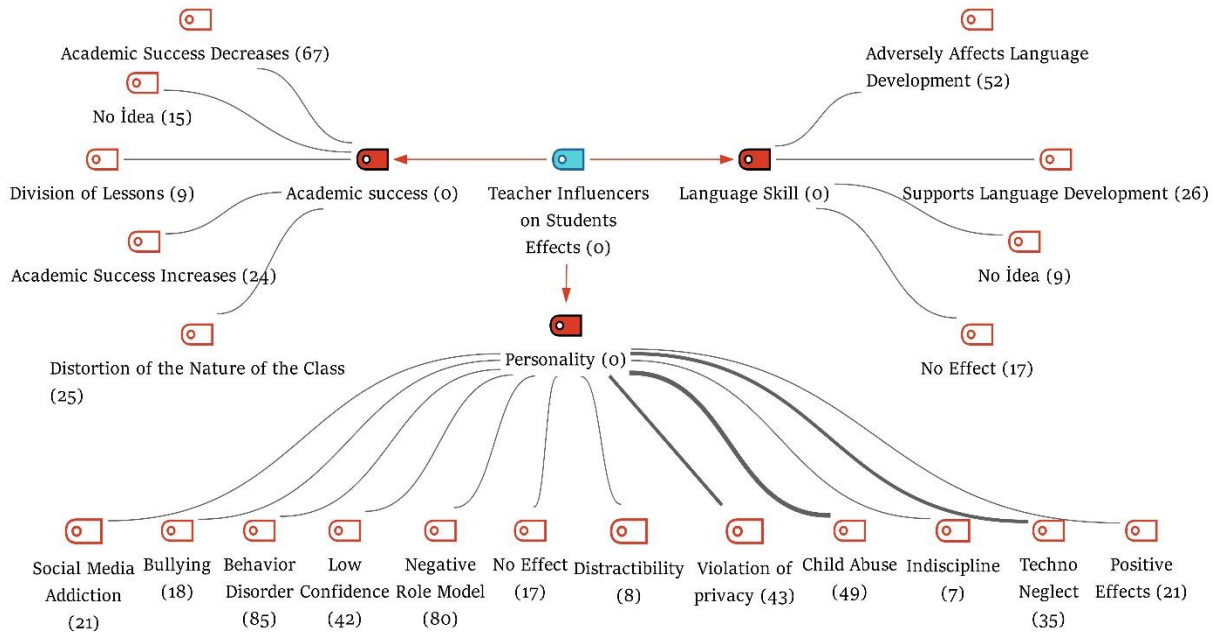 Academic Success Decreases (67)
Adversely Affects Language
Development (52)
No İdea (15)
Division of Lessons (9)
Academic success (0)
Teacher Influencers
on Students
Effects (0)
Language Skill (0)
Supports Language Development (26)
Academic Success Increases (24)
No İdea (9)
Distortion of the Nature of the Class
(25)
Personality (0)
No Effect (17)
Social Media
Addiction
(21)
Bullying
(18)
Behavior
Disorder
(85)
Low
Confidence
(42)
Negative
Role Model
(80)
No Effect
(17)
Distractibility
(8)
Violation of
privacy (43)
Child Abuse
(49)
Indiscipline
(7)
Techno
Neglect
(35)
Positive
Effects (21)